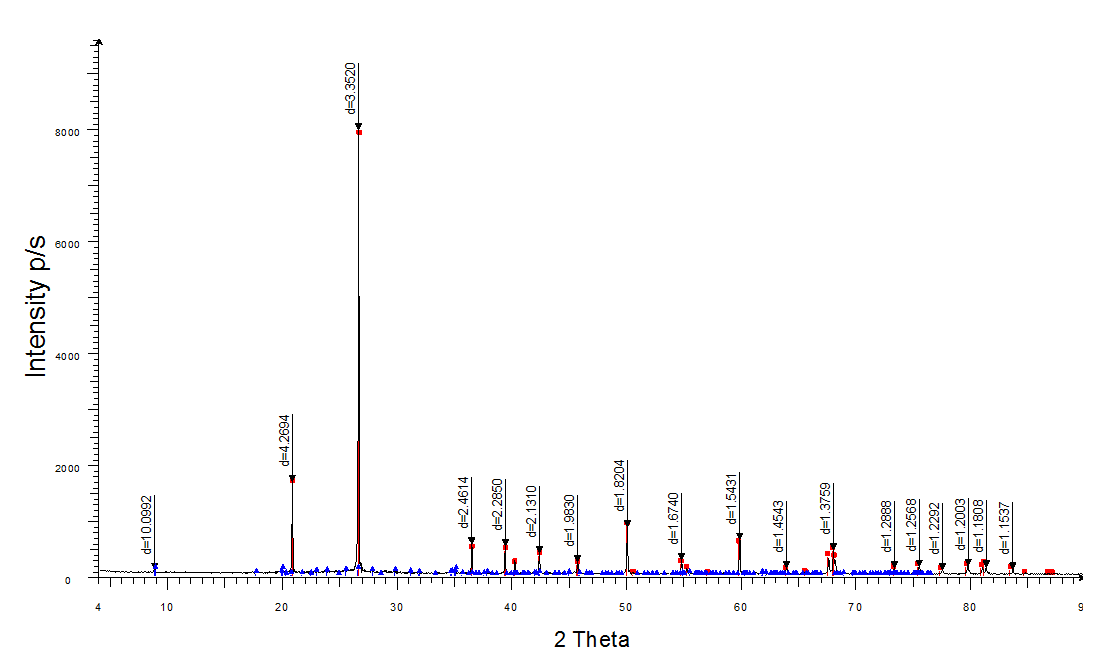 Intensity p/s
8000
6000
4000
2000
0
d=10.0992
d=4.2694
d=3.3520
d=2.4614
d=2.2850
d=2.1310
d=1.9830
d=1.8204
d=1.6740
d=1.5431
d=1.4543
d=1.3759
d=1.2888
d=1.2568
d=1.2292
d=1.2003
d=1.1808
d=1.1537
4 10 20 30 40 50 60 70 80 9
2 Theta